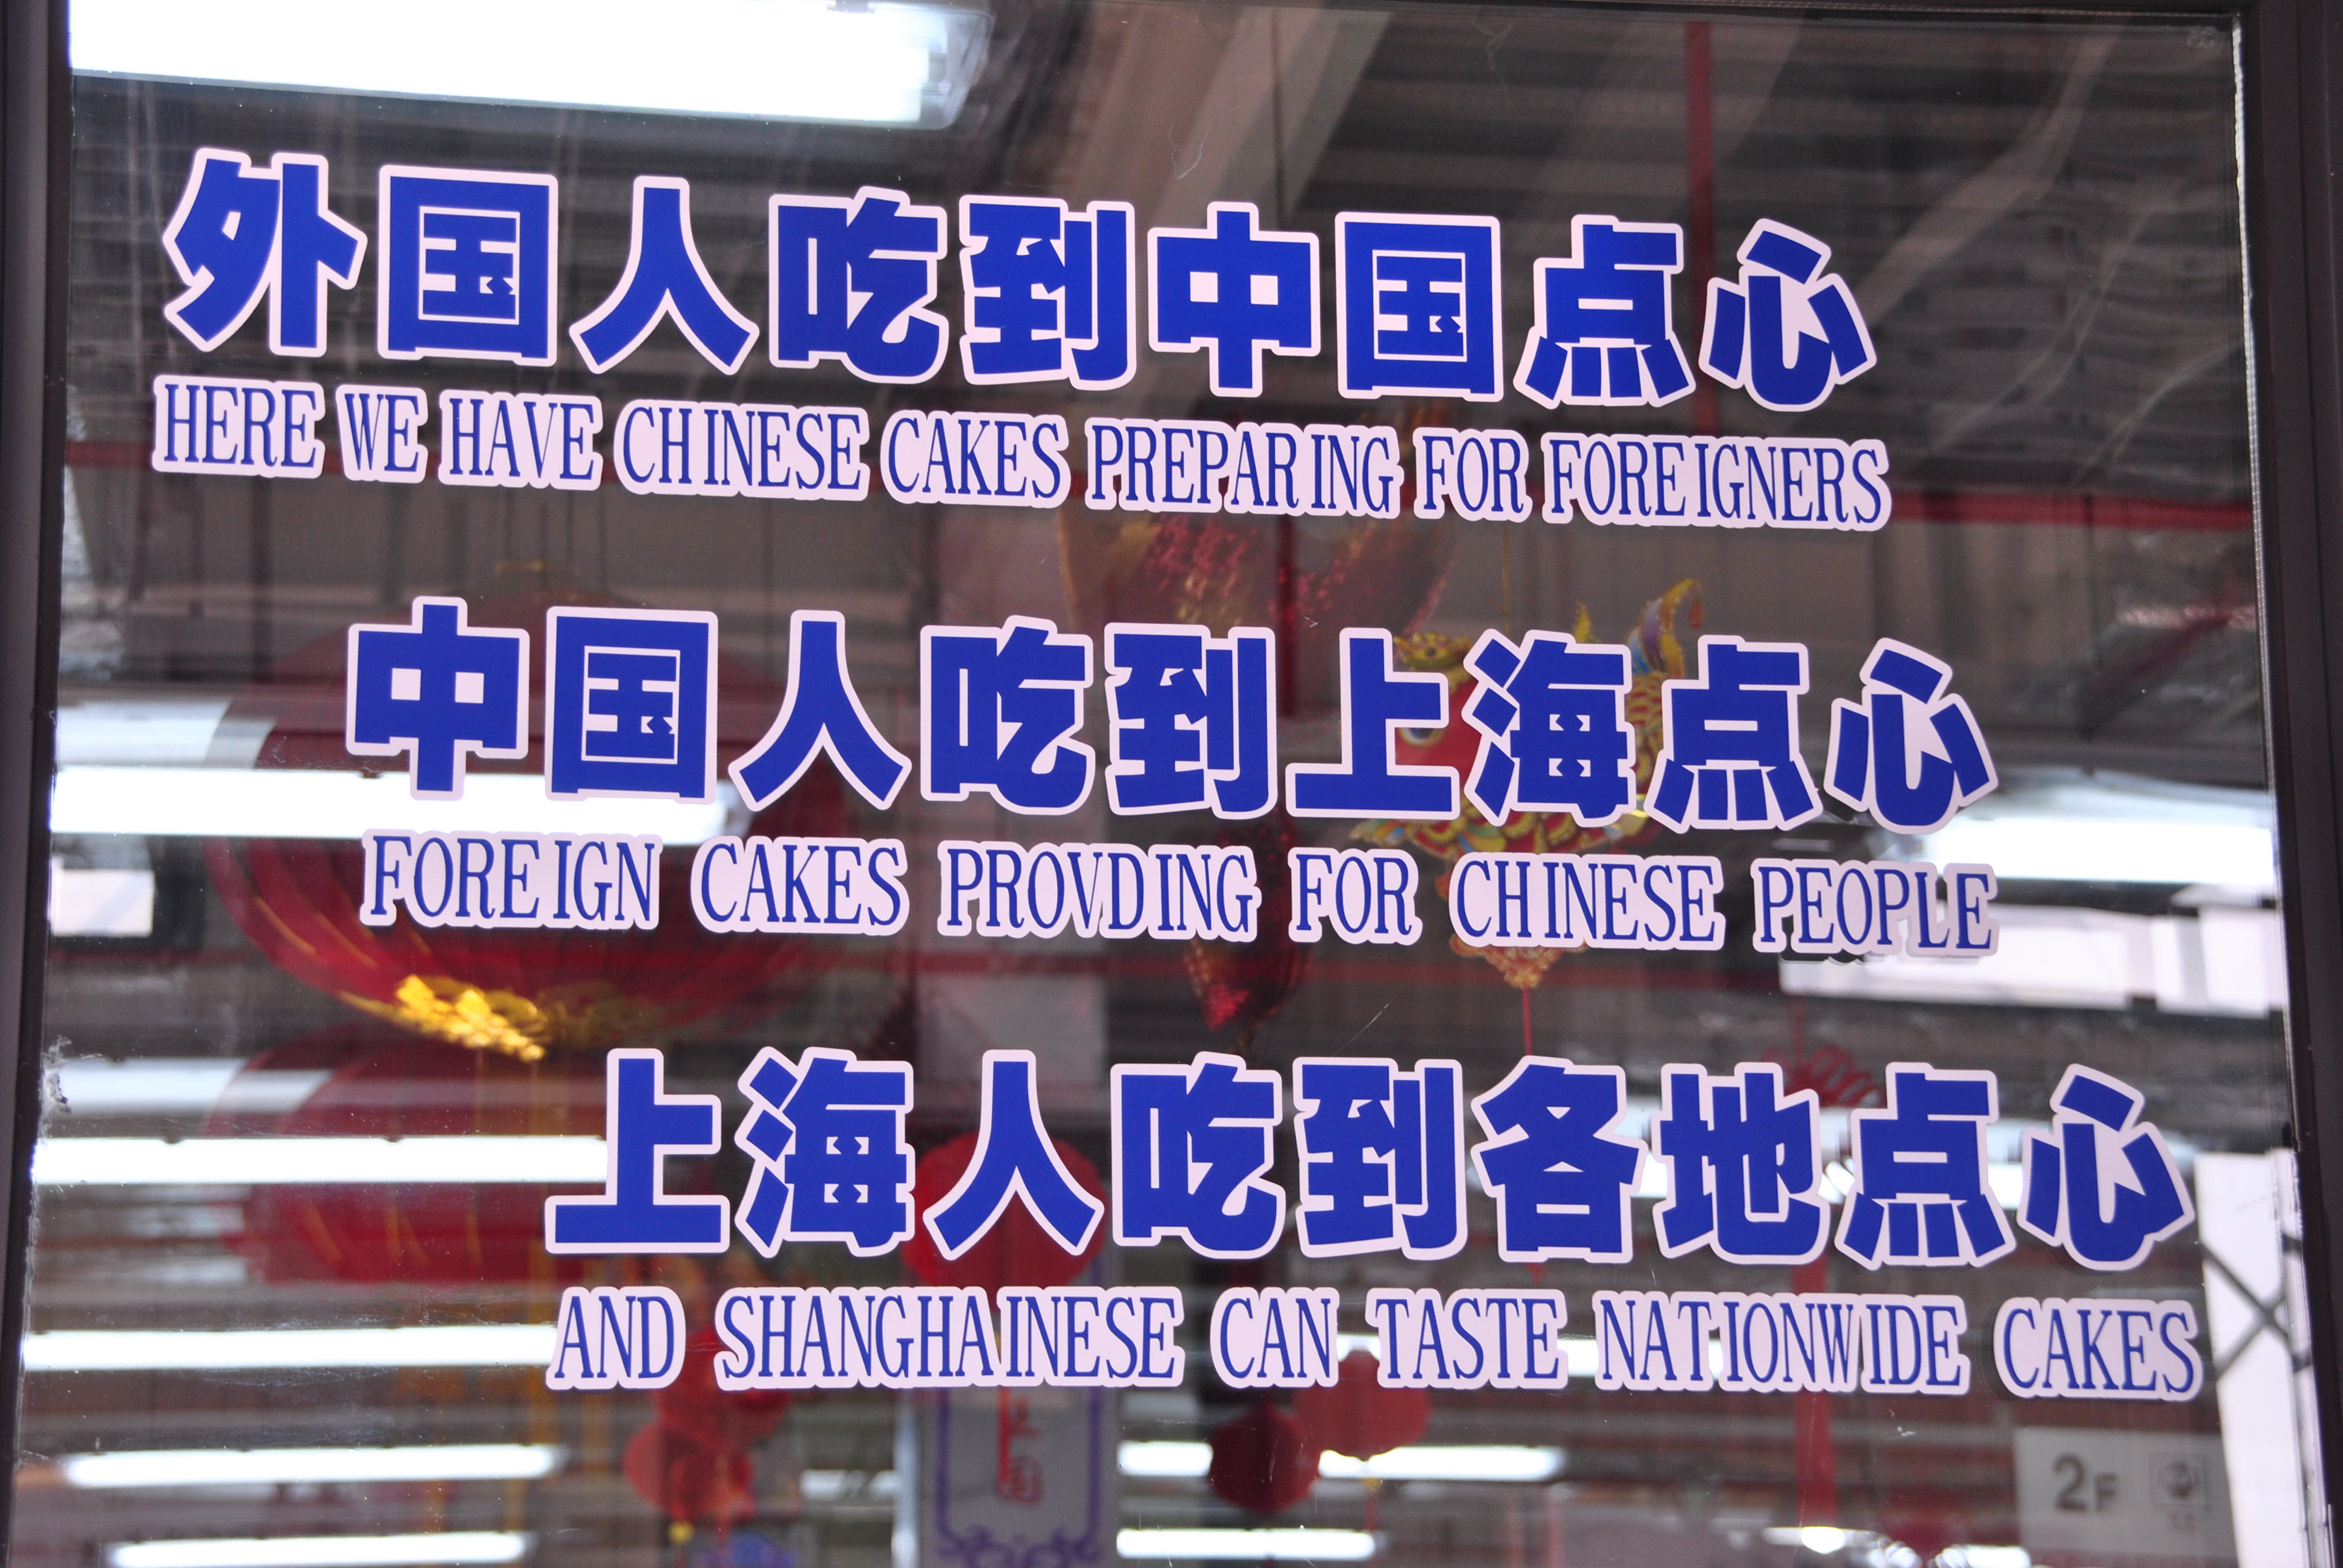 外国人吃到中国点心
HERE WE HAVE CHINESE CAKES PREPARING FOR FOREIGNERS
中国人吃到上海点心
FOREIGN CAKES PROVDING FOR CHINESE PEOPLE
上海人吃到各地点心
AND SHANGHAINESE CAN TASTE NATIONWIDE CAKES
2F